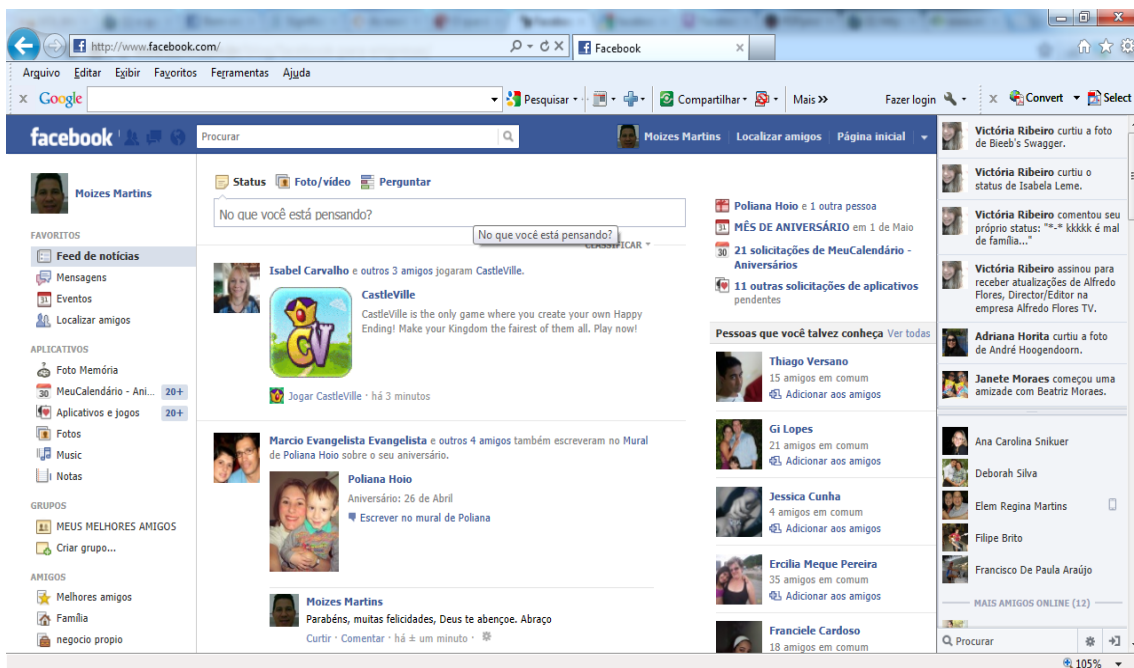 http://www.facebook.com/
Facebook
Arquivo Editar Exibir Favoritos Ferramentas Ajuda
x Google Pesquisar Compartilhar Mais >> Fazer login x Convert Select
facebook Procurar Moizes Martins Localizar amigos Página inicial
Moizes Martins
FAVORITOS
Feed de notícias
Mensagens
31 Eventos
Localizar amigos
APLICATIVOS
Foto Memória
30 MeuCalendário - Ani... 20+
Aplicativos e jogos 20+
Fotos
Music
Notas
GRUPOS
MEUS MELHORES AMIGOS
Criar grupo...
AMIGOS
Melhores amigos
Família
negocio propio
Status Foto/vídeo Perguntar
No que você está pensando?
No que você está pensando?
CLASSIFICAR
Isabel Carvalho e outros 3 amigos jogaram CastleVille.
CV
CastleVille
CastleVille is the only game where you create your own Happy
Ending! Make your Kingdom the fairest of them all. Play now!
Jogar CastleVille · há 3 minutos
Marcio Evangelista Evangelista e outros 4 amigos também escreveram no Mural
de Poliana Hoio sobre o seu aniversário.
Poliana Hoio
Aniversário: 26 de Abril
Escrever no mural de Poliana
Moizes Martins
Parabéns, muitas felicidades, Deus te abençoe. Abraço
Curtir · Comentar · há ± um minuto ·
Poliana Hoio e 1 outra pessoa
31 MÊS DE ANIVERSÁRIO em 1 de Maio
30 21 solicitações de MeuCalendário -
Aniversários
11 outras solicitações de aplicativos
pendentes
Pessoas que você talvez conheça Ver todas
Thiago Versano
15 amigos em comum
Adicionar aos amigos
Gi Lopes
21 amigos em comum
Adicionar aos amigos
Jessica Cunha
4 amigos em comum
Adicionar aos amigos
Ercilia Meque Pereira
35 amigos em comum
Adicionar aos amigos
Franciele Cardoso
18 amigos em comum
Victória Ribeiro curtiu a foto
de Bieeb's Swagger.
Victória Ribeiro curtiu o
status de Isabela Leme.
Victória Ribeiro comentou seu
próprio status: "*-* kkkkk é mal
de família..."
Victória Ribeiro assinou para
receber atualizações de Alfredo
Flores, Director/Editor na
empresa Alfredo Flores TV.
Adriana Horita curtiu a foto
de André Hoogendoorn.
Janete Moraes começou uma
amizade com Beatriz Moraes.
Ana Carolina Snikuer
Deborah Silva
Elem Regina Martins
Filipe Brito
Francisco De Paula Araújo
MAIS AMIGOS ONLINE (12)
Procurar
105%